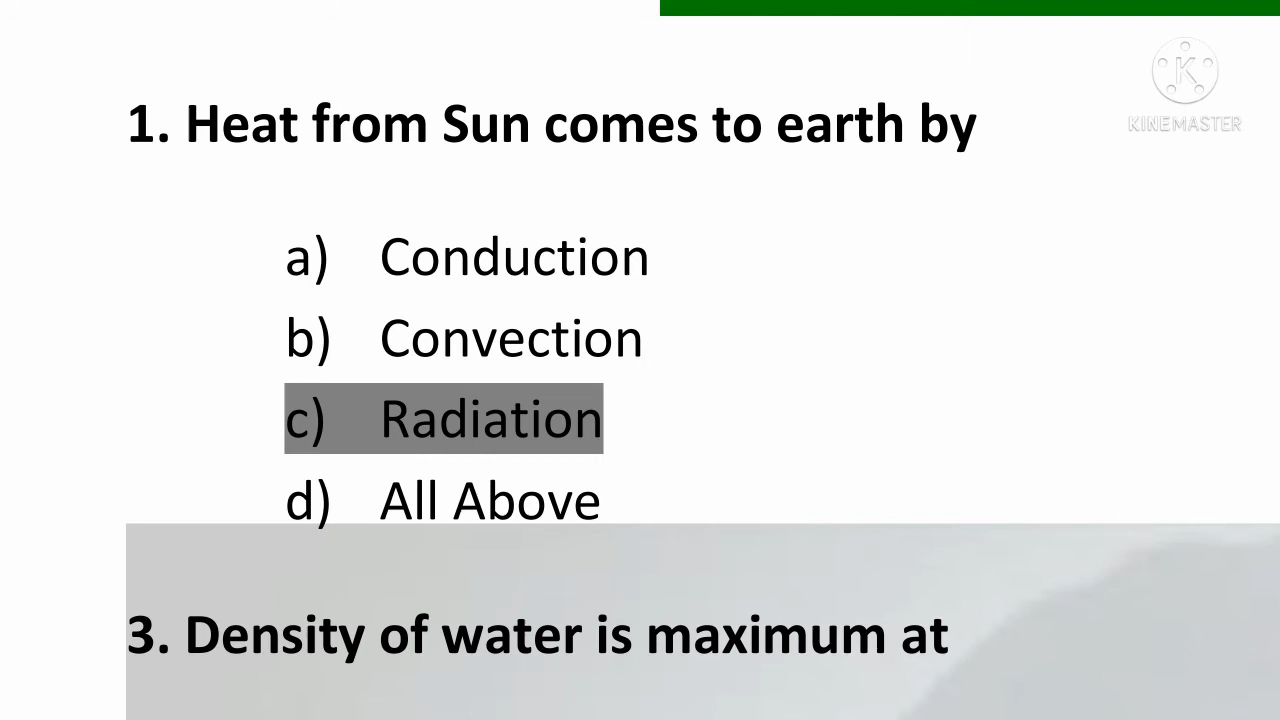 1. Heat from Sun comes to earth by
KINEMASTER
a) Conduction
b) Convection
c) Radiation
d) All Above
3. Density of water is maximum at